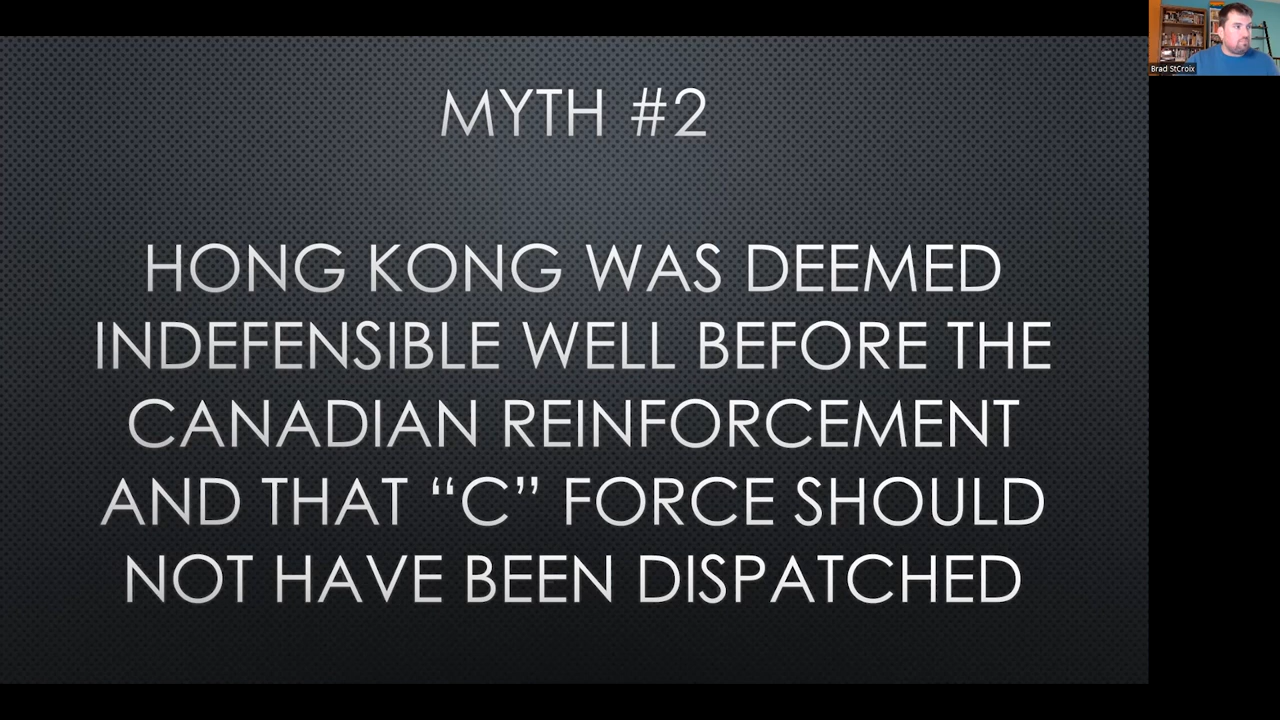 MYTH #2
HONG KONG WAS DEEMED
INDEFENSIBLE WELL BEFORE THE
CANADIAN REINFORCEMENT
AND THAT “C” FORCE SHOULD
NOT HAVE BEEN DISPATCHED
Brad StCroix